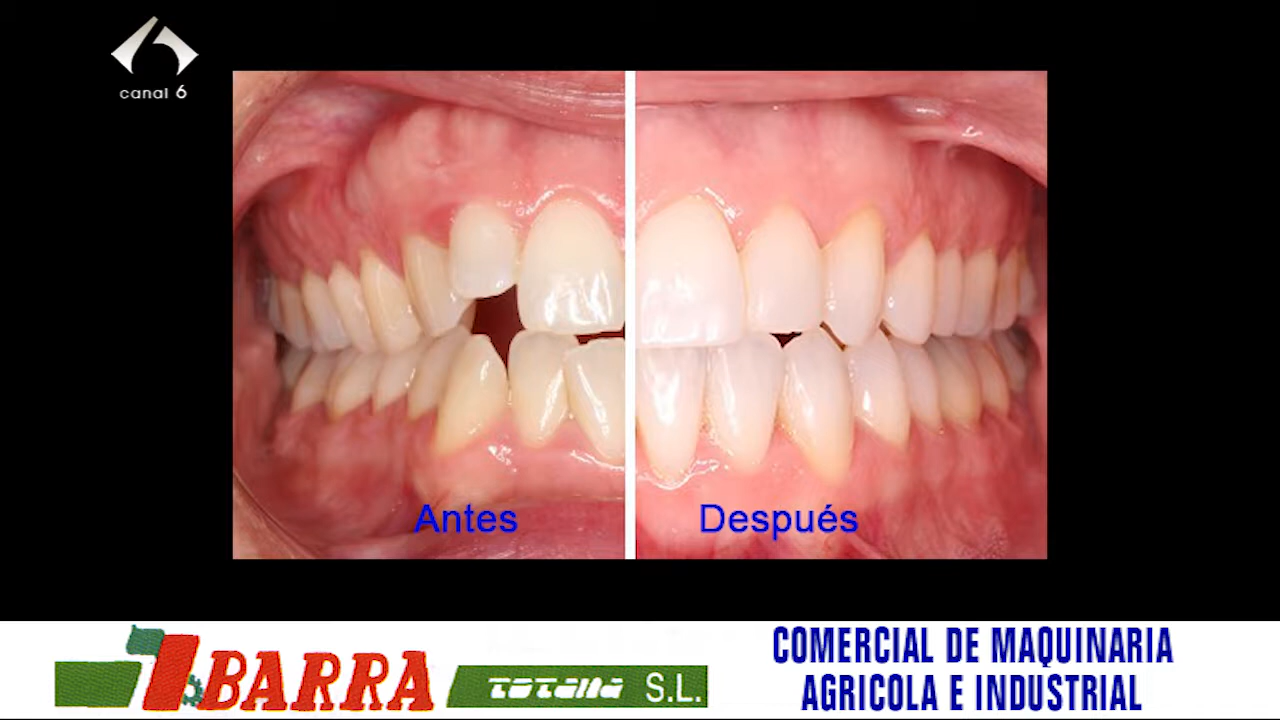 canal 6
Antes
Después
IBARRA totana S.L.
COMERCIAL DE MAQUINARIA
AGRICOLA E INDUSTRIAL